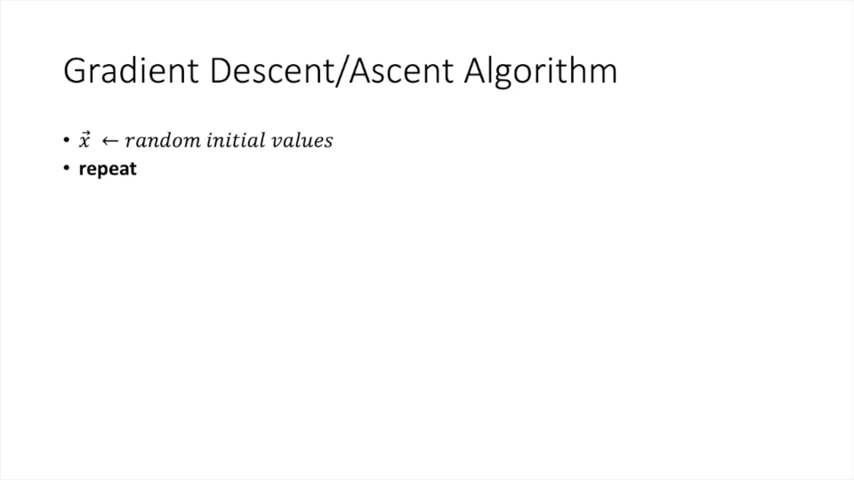 Gradient Descent/Ascent Algorithm
• x⃗ ← random initial values
• repeat